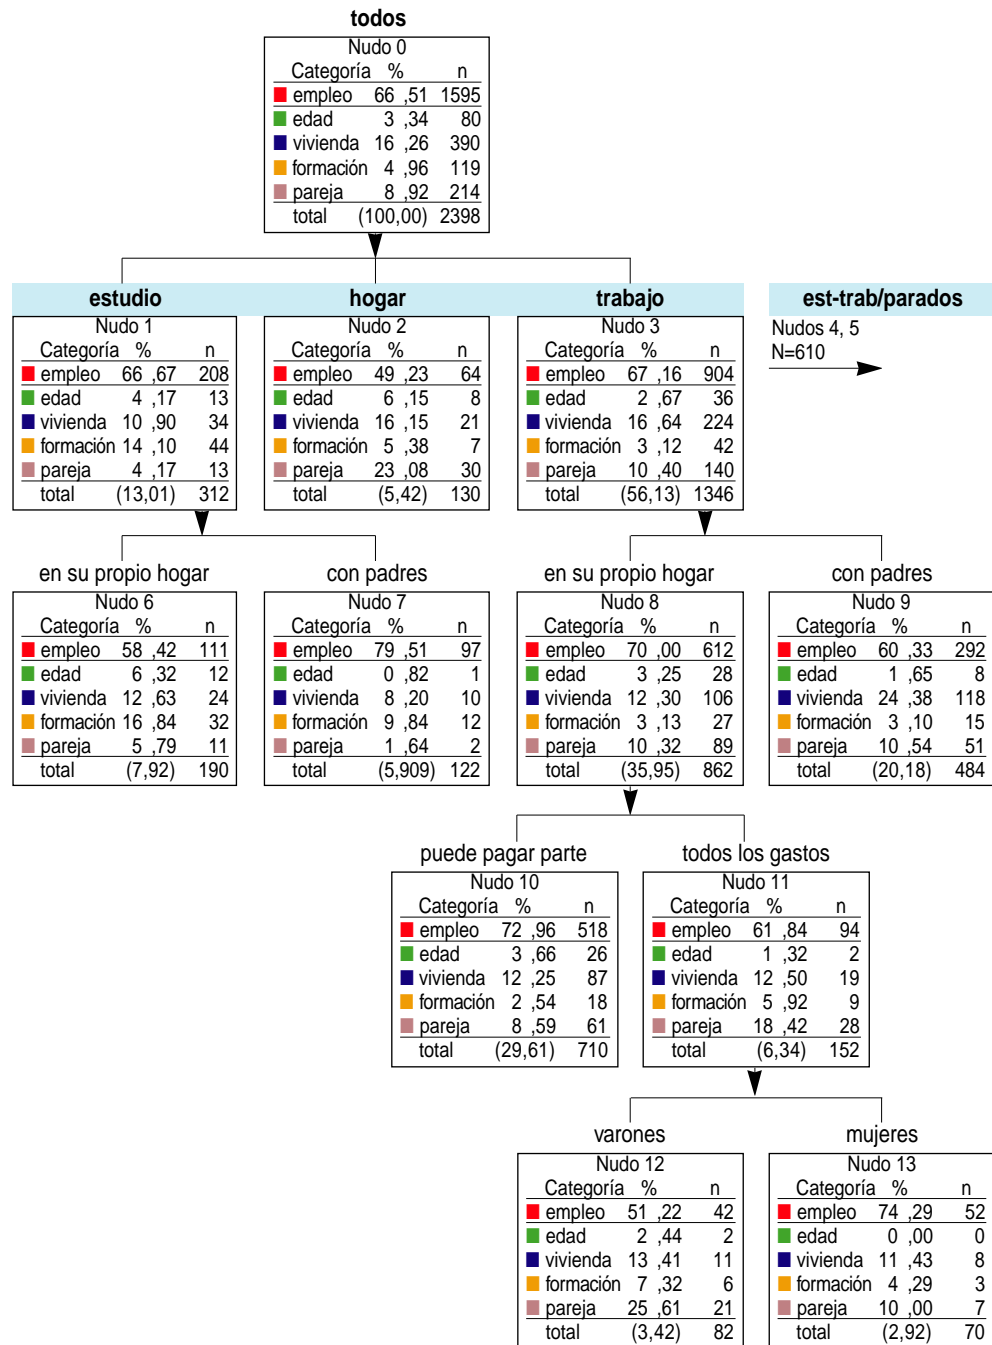 todos
Nudo 0
Categoría % n
empleo 66 ,51 1595
edad 3 ,34 80
vivienda 16 ,26 390
formación 4 ,96 119
pareja 8 ,92 214
total (100,00) 2398
estudio
Nudo 1
Categoría % n
empleo 66 ,67 208
edad 4 ,17 13
vivienda 10 ,90 34
formación 14 ,10 44
pareja 4 ,17 13
total (13,01) 312
hogar
Nudo 2
Categoría % n
empleo 49 ,23 64
edad 6 ,15 8
vivienda 16 ,15 21
formación 5 ,38 7
pareja 23 ,08 30
total (5,42) 130
trabajo
Nudo 3
Categoría % n
empleo 67 ,16 904
edad 2 ,67 36
vivienda 16 ,64 224
formación 3 ,12 42
pareja 10 ,40 140
total (56,13) 1346
est-trab/parados
Nudos 4, 5
N=610
en su propio hogar
Nudo 6
Categoría % n
empleo 58 ,42 111
edad 6 ,32 12
vivienda 12 ,63 24
formación 16 ,84 32
pareja 5 ,79 11
total (7,92) 190
con padres
Nudo 7
Categoría % n
empleo 79 ,51 97
edad 0 ,82 1
vivienda 8 ,20 10
formación 9 ,84 12
pareja 1 ,64 2
total (5,909) 122
en su propio hogar
Nudo 8
Categoría % n
empleo 70 ,00 612
edad 3 ,25 28
vivienda 12 ,30 106
formación 3 ,13 27
pareja 10 ,32 89
total (35,95) 862
con padres
Nudo 9
Categoría % n
empleo 60 ,33 292
edad 1 ,65 8
vivienda 24 ,38 118
formación 3 ,10 15
pareja 10 ,54 51
total (20,18) 484
puede pagar parte
Nudo 10
Categoría % n
empleo 72 ,96 518
edad 3 ,66 26
vivienda 12 ,25 87
formación 2 ,54 18
pareja 8 ,59 61
total (29,61) 710
todos los gastos
Nudo 11
Categoría % n
empleo 61 ,84 94
edad 1 ,32 2
vivienda 12 ,50 19
formación 5 ,92 9
pareja 18 ,42 28
total (6,34) 152
varones
Nudo 12
Categoría % n
empleo 51 ,22 42
edad 2 ,44 2
vivienda 13 ,41 11
formación 7 ,32 6
pareja 25 ,61 21
total (3,42) 82
mujeres
Nudo 13
Categoría % n
empleo 74 ,29 52
edad 0 ,00 0
vivienda 11 ,43 8
formación 4 ,29 3
pareja 10 ,00 7
total (2,92) 70